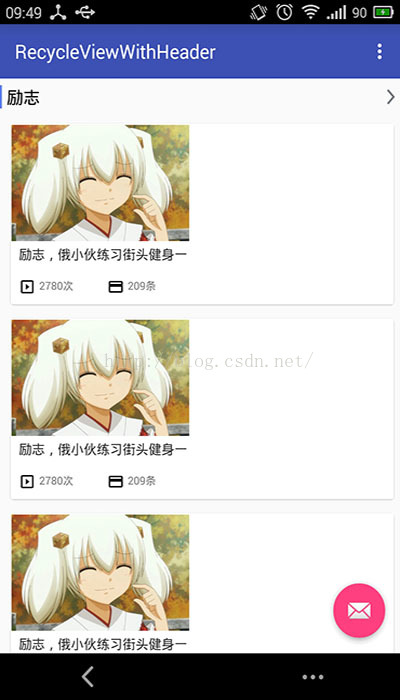 09:49
90
RecycleViewWithHeader
励志
励志，俄小伙练习街头健身一
2780次
209条
http://blog.csdn.net/
励志，俄小伙练习街头健身一
2780次
209条
励志，俄小伙练习街头健身一